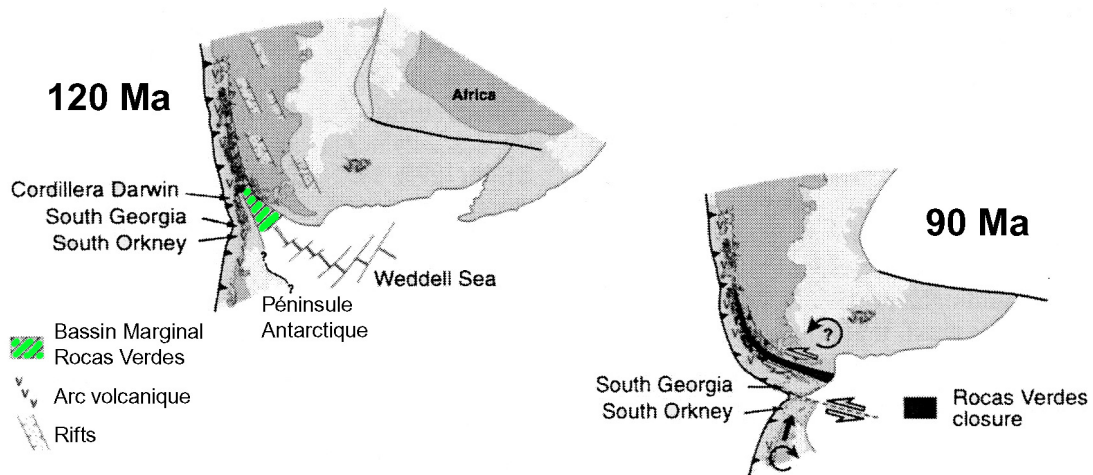 120 Ma
Africa
Cordillera Darwin
South Georgia
South Orkney
?
?
Weddell Sea
Péninsule
Antarctique
Bassin Marginal
Rocas Verdes
Arc volcanique
Rifts
90 Ma
?
South Georgia
South Orkney
Rocas Verdes
closure